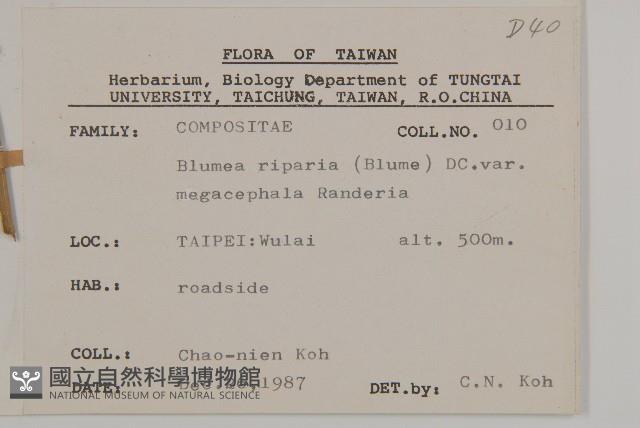 D40
FLORA OF TAIWAN
Herbarium, Biology Department of TUNGTAI
UNIVERSITY, TAICHUNG, TAIWAN, R.O.CHINA
FAMILY: COMPOSITAE COLL.NO. 010
Blumea riparia (Blume) DC.var.
megacephala Randeria
LOC.: TAIPEI:Wulai alt. 500m.
HAB.: roadside
COLL.: Chao-nien Koh
DATE: 1987 DET.by: C.N. Koh
國立自然科學博物館
NATIONAL MUSEUM OF NATURAL SCIENCE